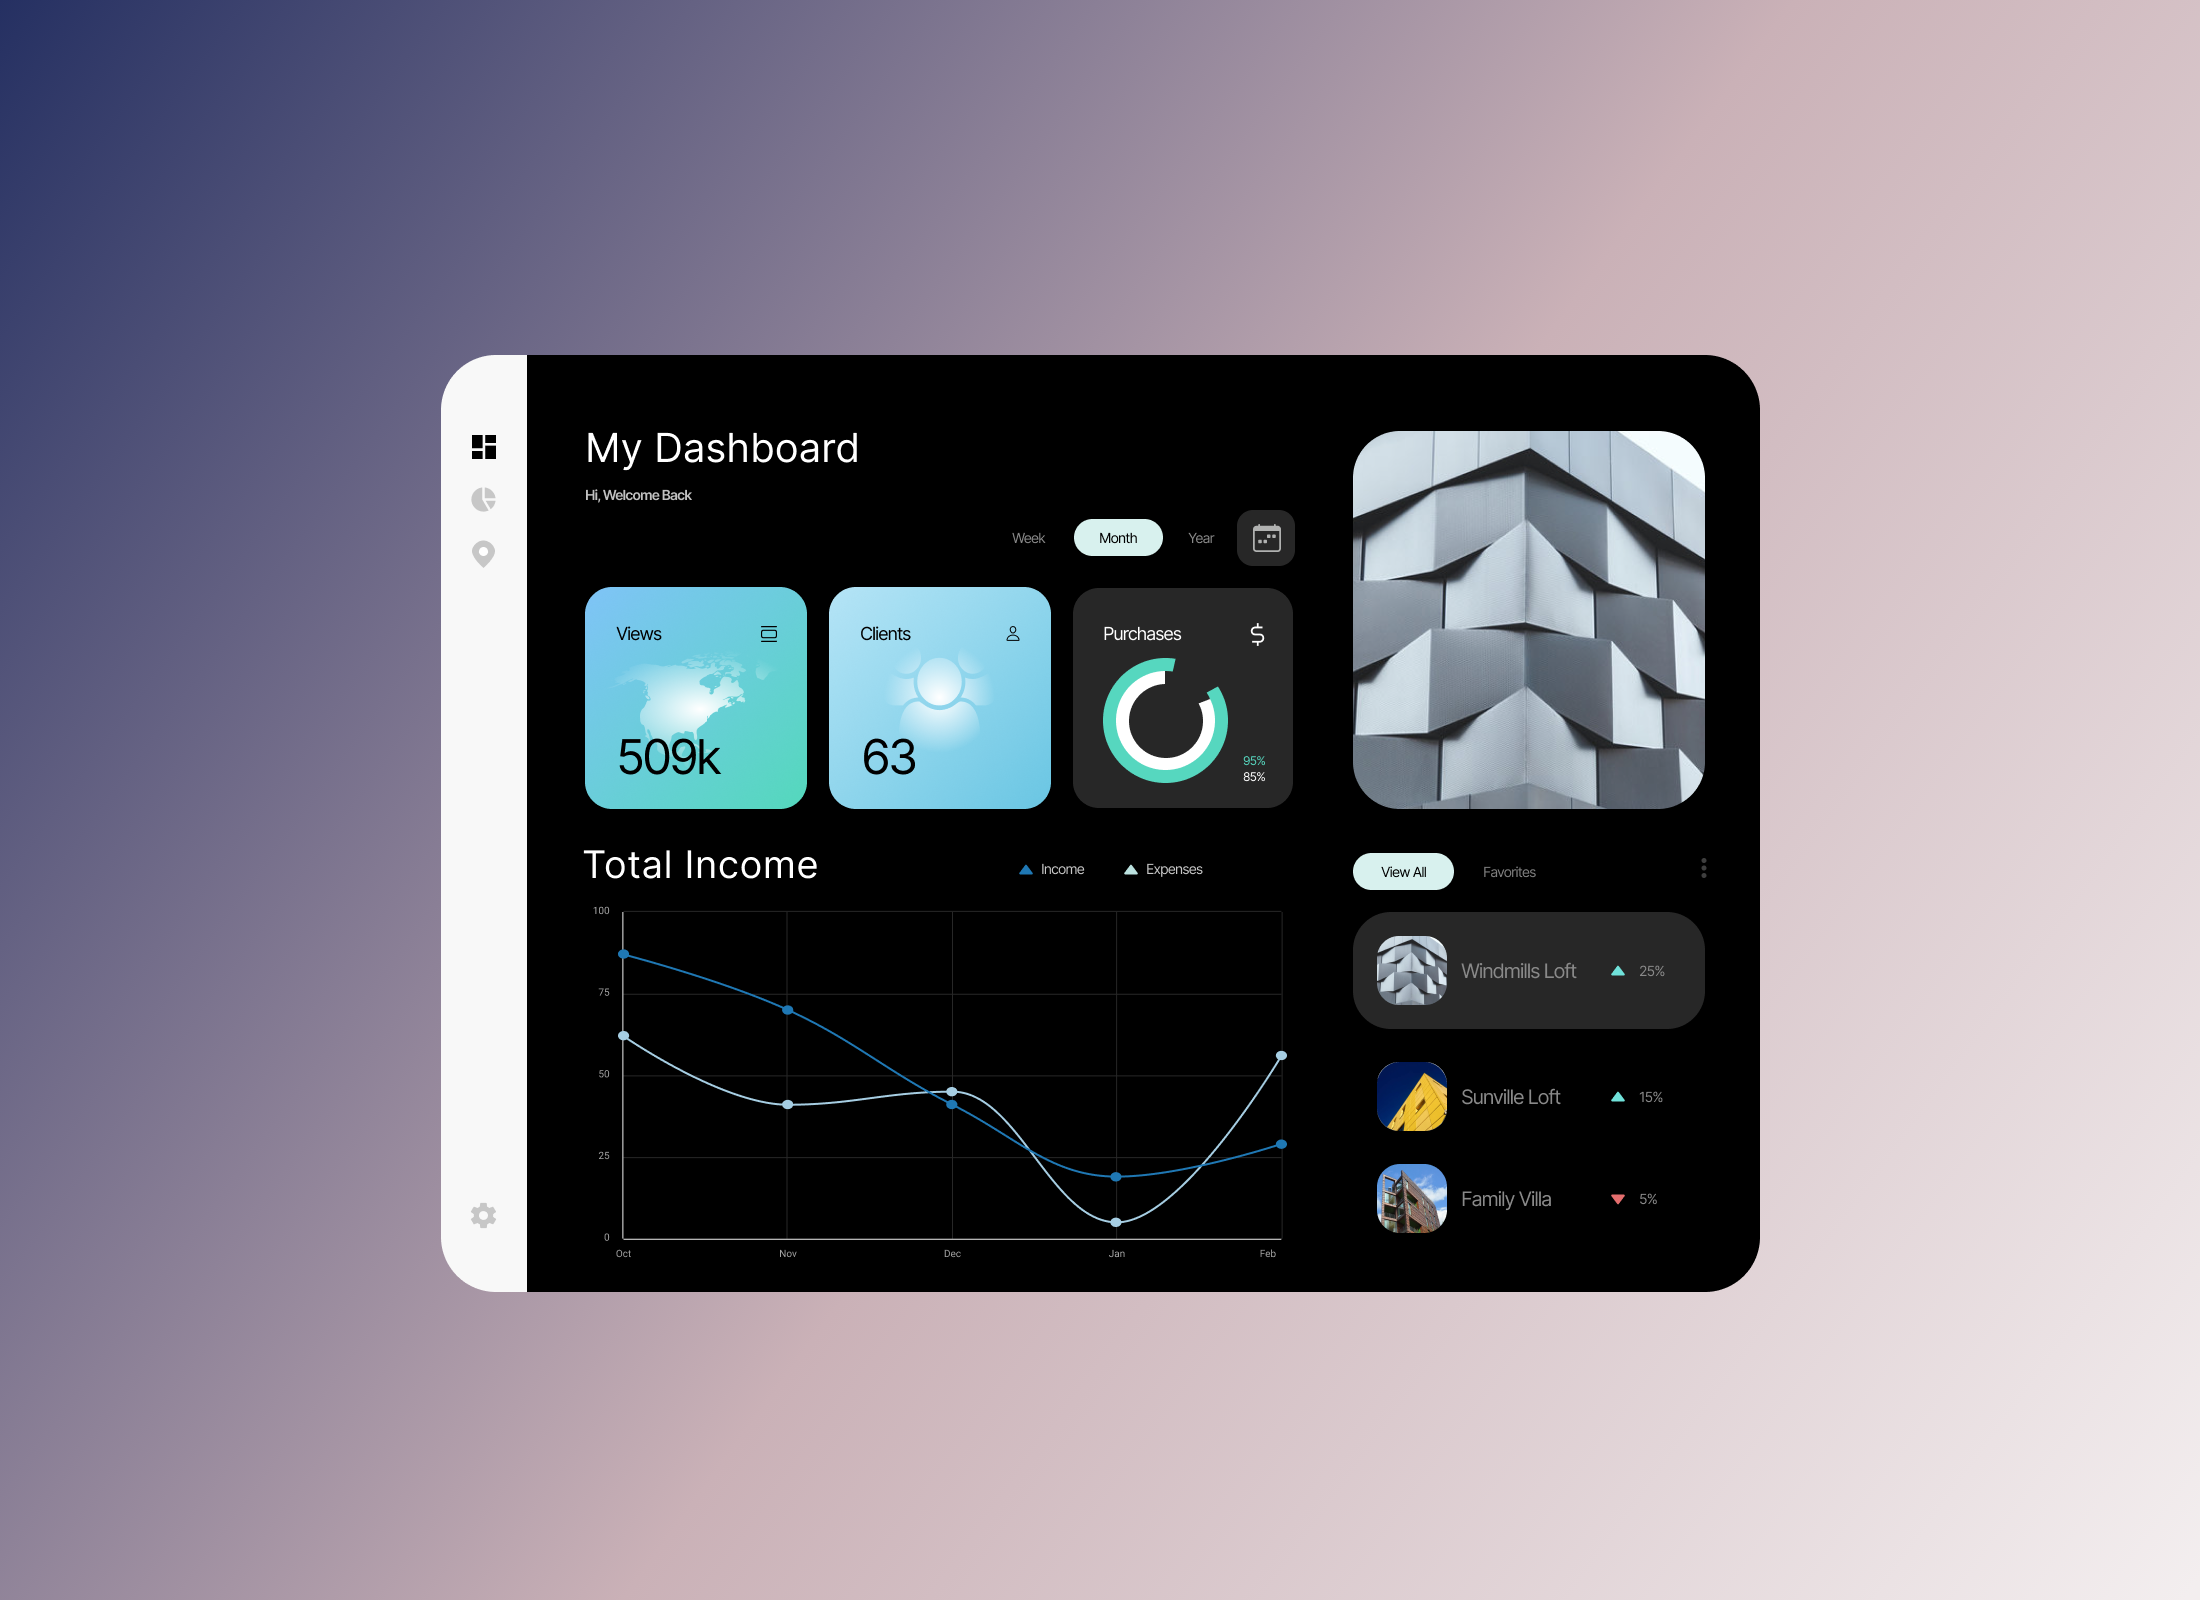 My Dashboard
Hi, Welcome Back
Week
Month
Year
Views
509k
Clients
63
Purchases
95%
85%
Total Income
Income
Expenses
100
75
50
25
0
Oct
Nov
Dec
Jan
Feb
View All
Favorites
Windmills Loft
25%
Sunville Loft
15%
Family Villa
5%